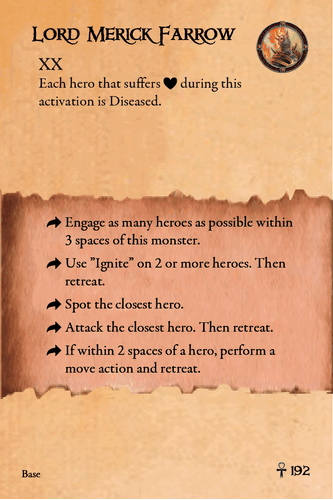 Lord Merick Farrow
XX
Each hero that suffers ♥ during this
activation is Diseased.
Engage as many heroes as possible within
3 spaces of this monster.
Use ”Ignite” on 2 or more heroes. Then
retreat.
Spot the closest hero.
Attack the closest hero. Then retreat.
If within 2 spaces of a hero, perform a
move action and retreat.
Base
192